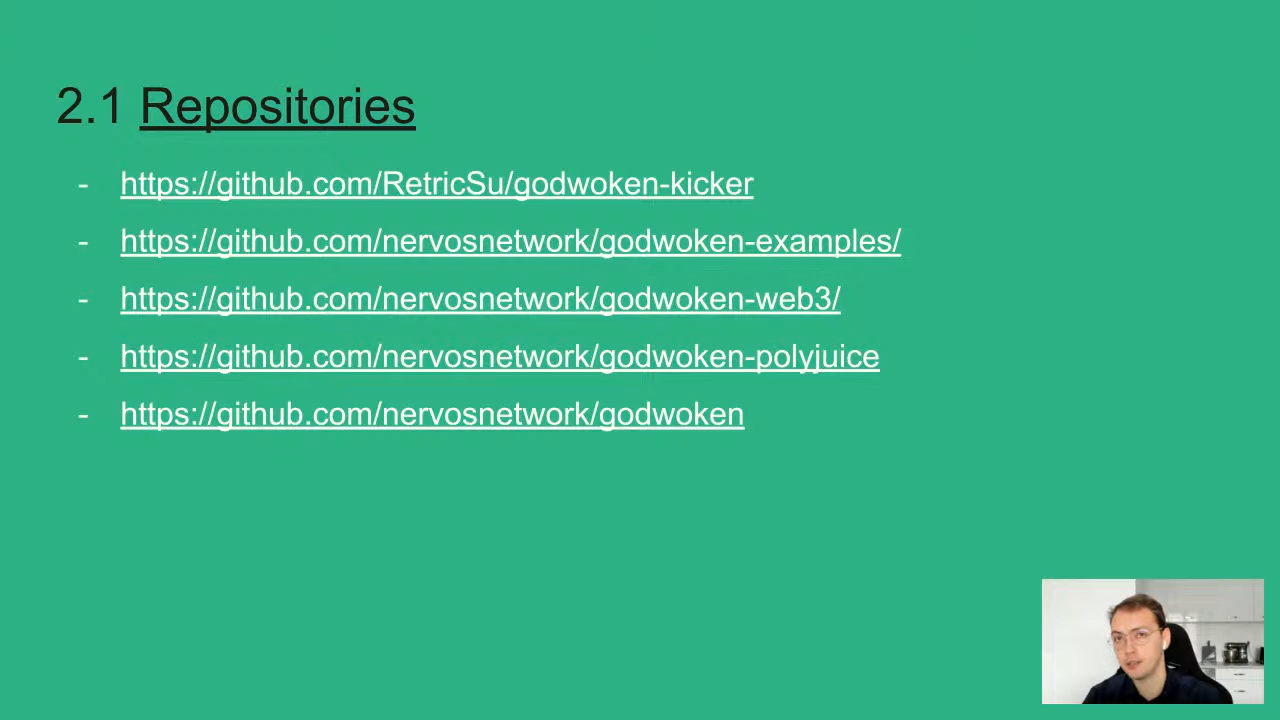 2.1 Repositories
- https://github.com/RetricSu/godwoken-kicker
- https://github.com/nervosnetwork/godwoken-examples/
- https://github.com/nervosnetwork/godwoken-web3/
- https://github.com/nervosnetwork/godwoken-polyjuice
- https://github.com/nervosnetwork/godwoken